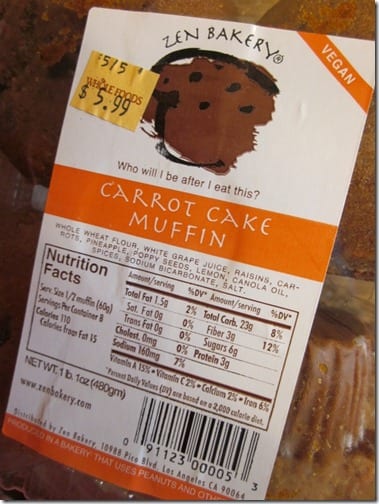 ZEN BAKERY®
VEGAN
5/5
WHOLE FOODS
$5.99
Who will I be after I eat this?
CARROT CAKE
MUFFIN
WHOLE WHEAT FLOUR, WHITE GRAPE JUICE, RAISINS, CAR-
ROTS, PINEAPPLE, POPPY SEEDS, LEMON, CANOLA OIL,
SPICES, SODIUM BICARBONATE, SALT.
Nutrition
Facts
Serv. Size 1/2 muffin (60g)
Servings Per Container 8
Calories 110
Calories from Fat 15
Amount/serving %DV* Amount/serving %DV*
Total Fat 1.5g 2% Total Carb. 23g 8%
Sat. Fat 0g 0% Fiber 3g 12%
Trans Fat 0g Sugars 6g
Cholest. 0mg 0% Protein 3g
Sodium 160mg 7%
Vitamin A 15% • Vitamin C 2% • Calcium 2% • Iron 6%
*Percent Daily Values (DV) are based on a 2,000 calorie diet.
NET WT. 1 lb. 1oz (480gm)
www.zenbakery.com
0 91123 00005 3
Distributed by Zen Bakery, 10988 Pico Blvd. Los Angeles CA 90064
PRODUCED IN A BAKERY THAT USES PEANUTS AND